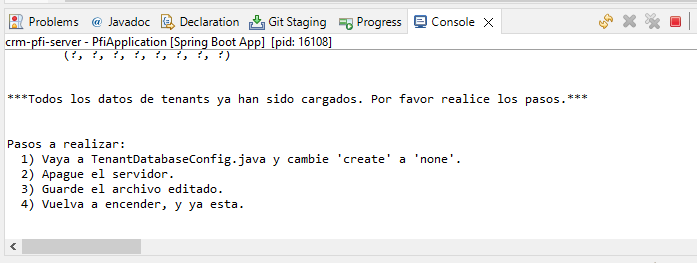 Problems @ Javadoc Declaration Git Staging Progress Console
crm-pfi-server - PfiApplication [Spring Boot App] [pid: 16108]
(?, ?, ?, ?, ?, ?, ?, ?)
***Todos los datos de tenants ya han sido cargados. Por favor realice los pasos.***
Pasos a realizar:
1) Vaya a TenantDatabaseConfig.java y cambie 'create' a 'none'.
2) Apague el servidor.
3) Guarde el archivo editado.
4) Vuelva a encender, y ya esta.